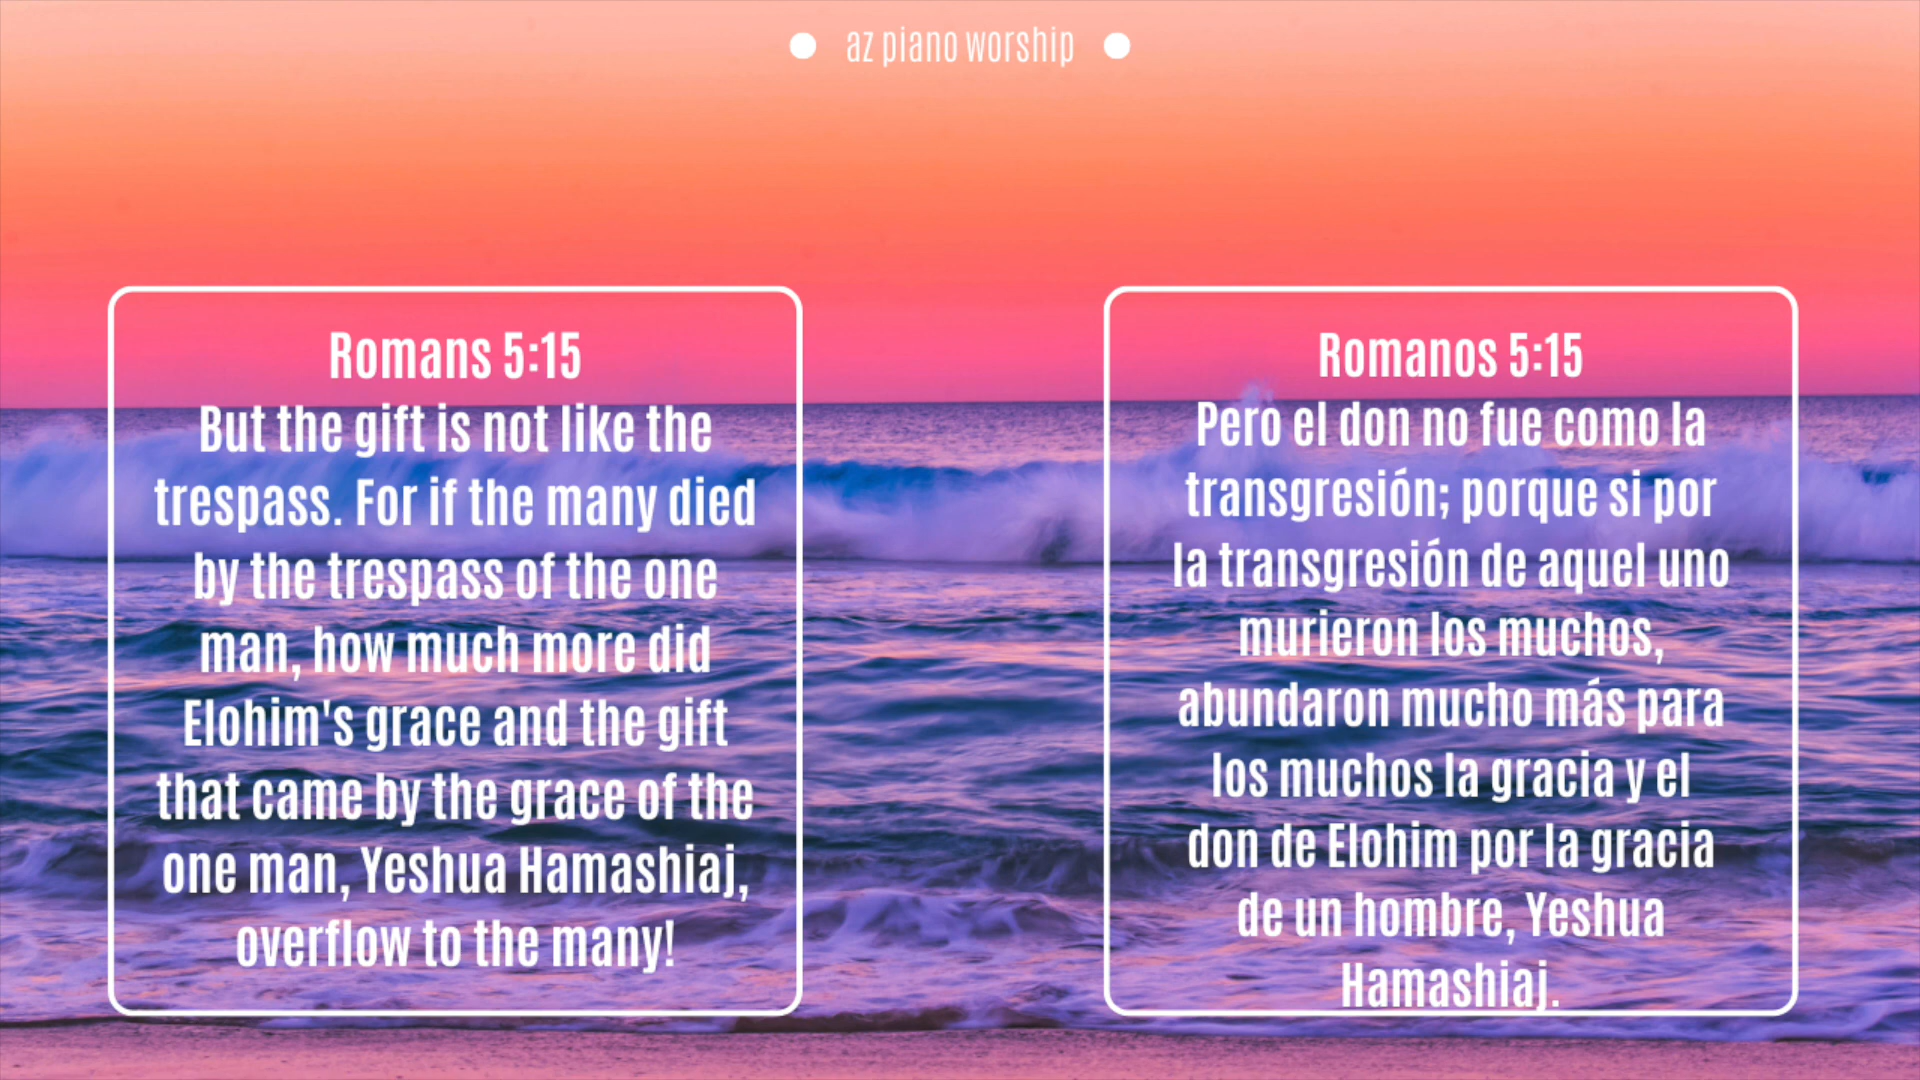 az piano worship
Romans 5:15
But the gift is not like the
trespass. For if the many died
by the trespass of the one
man, how much more did
Elohim's grace and the gift
that came by the grace of the
one man, Yeshua Hamashiaj,
overflow to the many!
Romanos 5:15
Pero el don no fue como la
transgresión; porque si por
la transgresión de aquel uno
murieron los muchos,
abundaron mucho más para
los muchos la gracia y el
don de Elohim por la gracia
de un hombre, Yeshua
Hamashiaj.